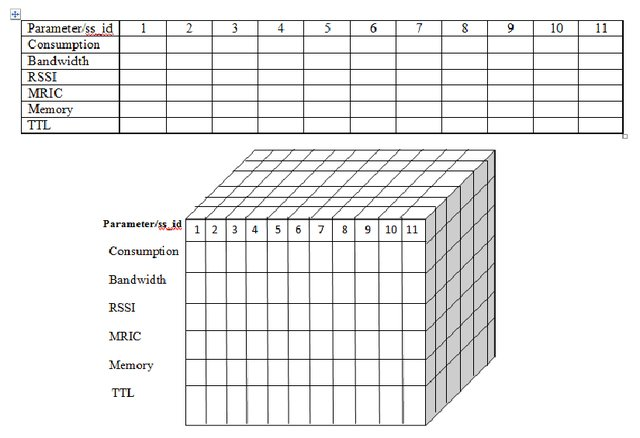 Parameter/ss_id 1 2 3 4 5 6 7 8 9 10 11
Consumption
Bandwidth
RSSI
MRIC
Memory
TTL
Parameter/ss_id 1 2 3 4 5 6 7 8 9 10 11
Consumption
Bandwidth
RSSI
MRIC
Memory
TTL